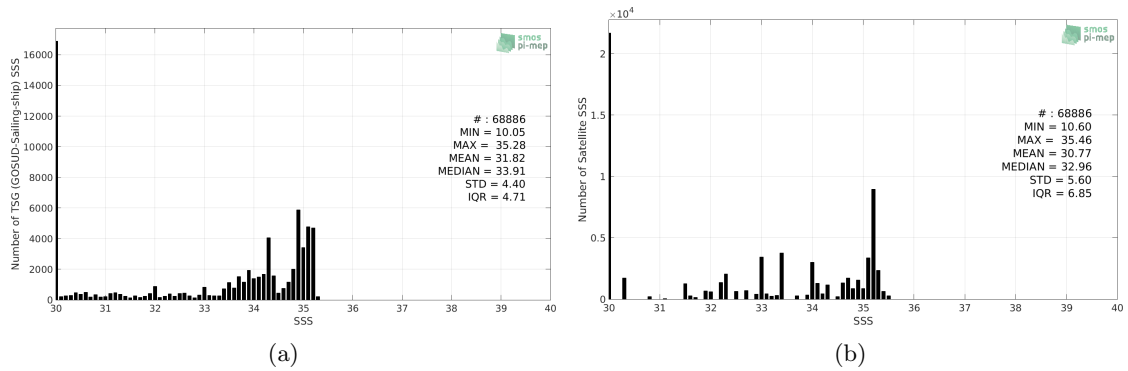 smos
pi-mep
Number of TSG (GOSUD-Sailing-ship) SSS
16000
14000
12000
10000
8000
6000
4000
2000
0
# : 68886
MIN = 10.05
MAX = 35.28
MEAN = 31.82
MEDIAN = 33.91
STD = 4.40
IQR = 4.71
30 31 32 33 34 35 36 37 38 39 40
SSS
(a)
×10⁴
smos
pi-mep
Number of Satellite SSS
2
1.5
1
0.5
0
# : 68886
MIN = 10.60
MAX = 35.46
MEAN = 30.77
MEDIAN = 32.96
STD = 5.60
IQR = 6.85
30 31 32 33 34 35 36 37 38 39 40
SSS
(b)